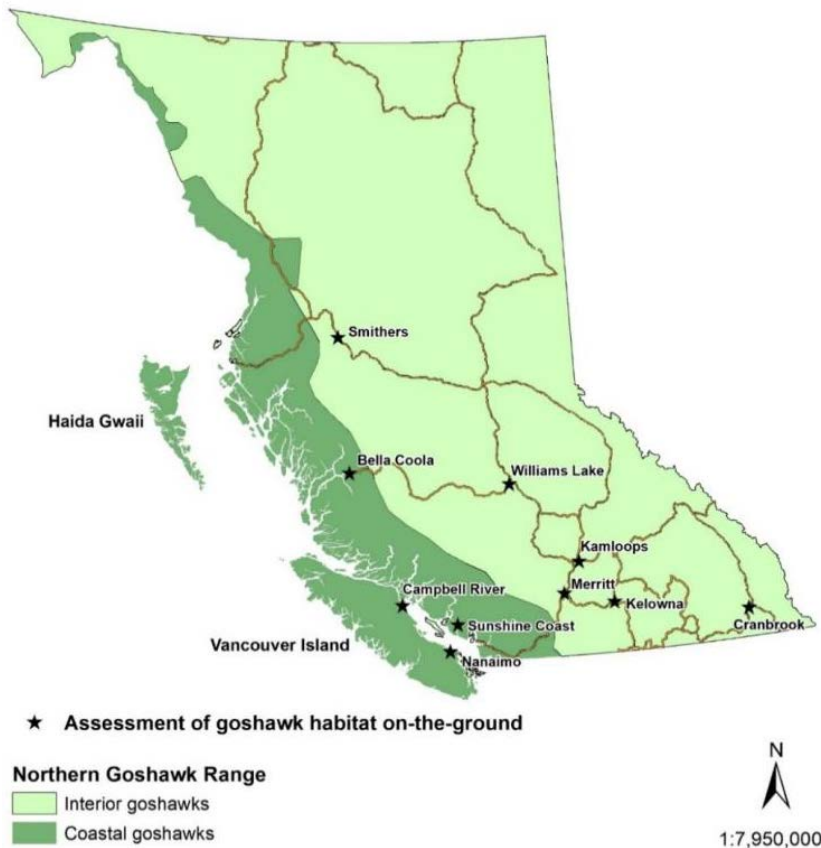 Smithers
Haida Gwaii
Bella Coola
Williams Lake
Kamloops
Campbell River
Merritt
Kelowna
Sunshine Coast
Cranbrook
Vancouver Island
Nanaimo
★ Assessment of goshawk habitat on-the-ground
Northern Goshawk Range
N
Interior goshawks
Coastal goshawks
1:7,950,000